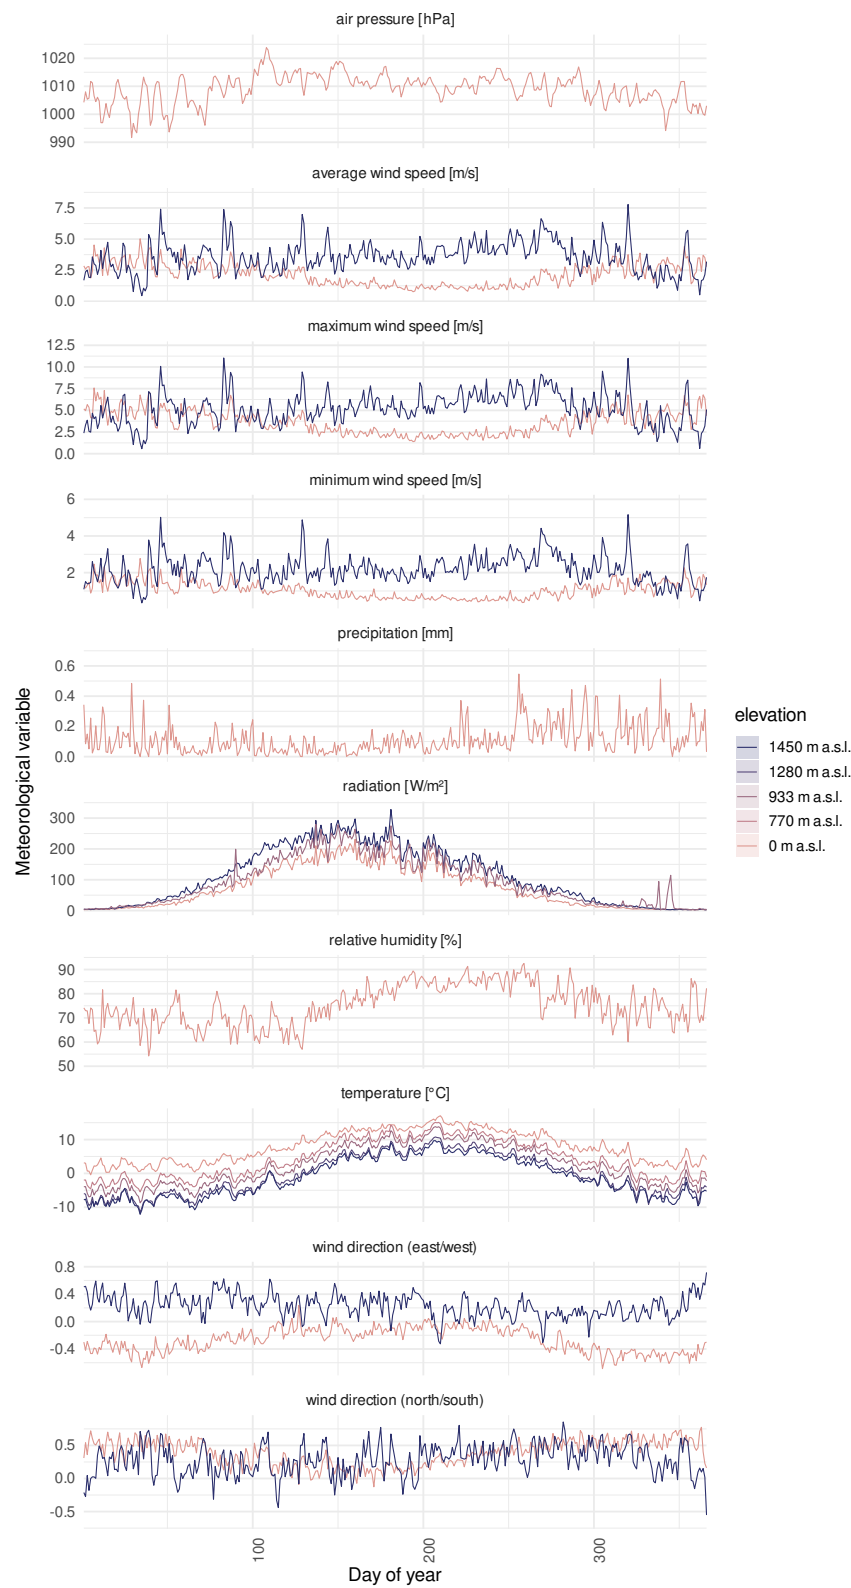 air pressure [hPa]
1020
1010
1000
990
average wind speed [m/s]
7.5
5.0
2.5
0.0
maximum wind speed [m/s]
12.5
10.0
7.5
5.0
2.5
0.0
minimum wind speed [m/s]
6
4
2
precipitation [mm]
0.6
0.4
0.2
0.0
radiation [W/m²]
300
200
100
0
relative humidity [%]
90
80
70
60
50
temperature [°C]
10
0
-10
wind direction (east/west)
0.8
0.4
0.0
-0.4
wind direction (north/south)
0.5
0.0
-0.5
100
200
300
Day of year
Meteorological variable
elevation
1450 m a.s.l.
1280 m a.s.l.
933 m a.s.l.
770 m a.s.l.
0 m a.s.l.